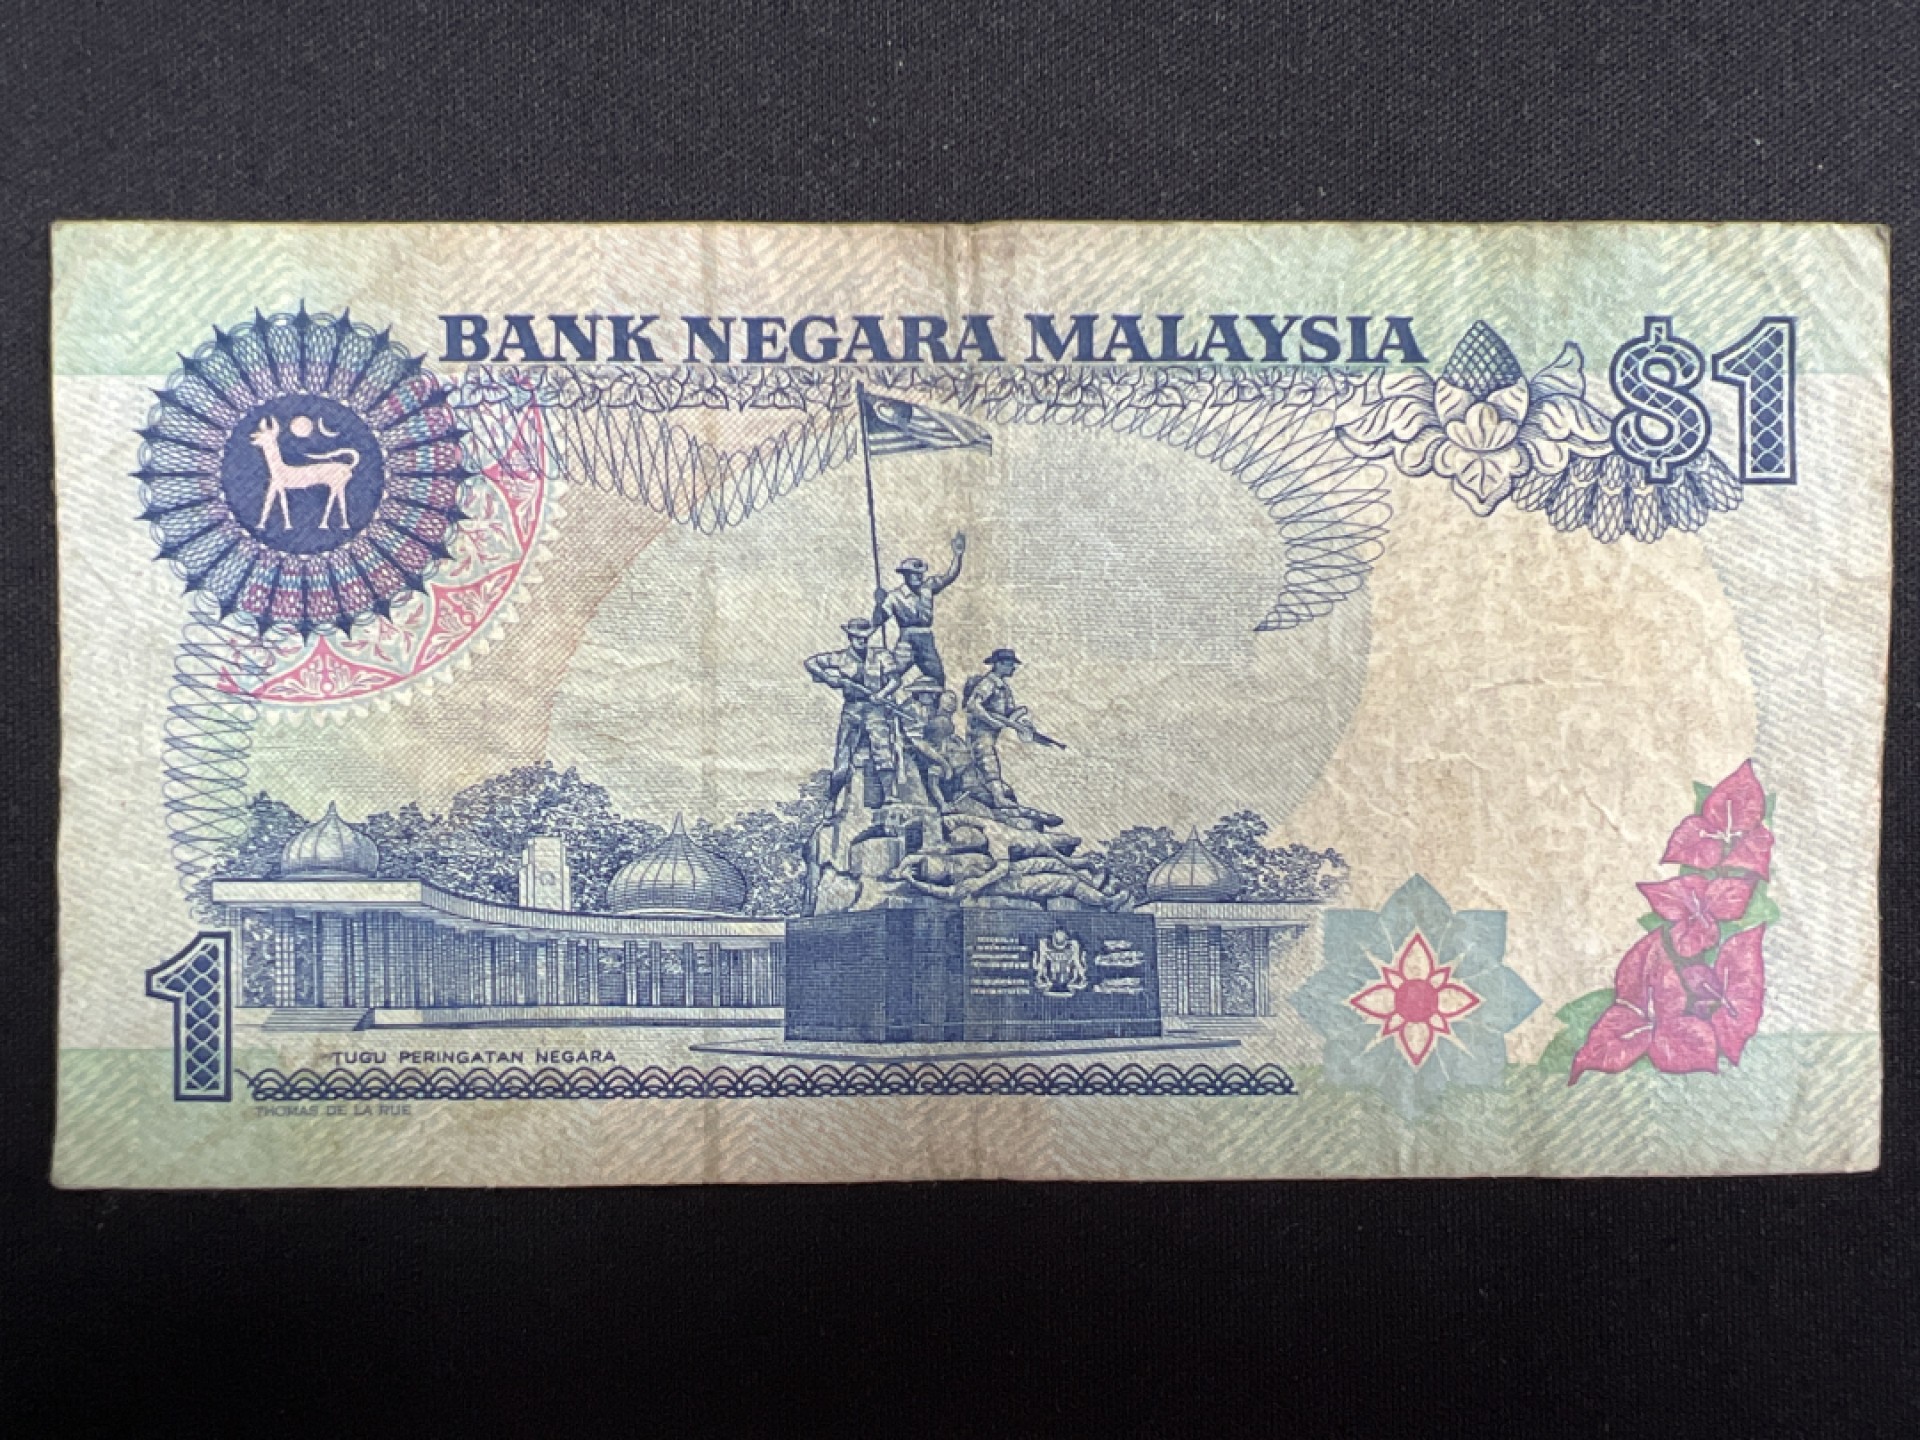 BANK NEGARA MALAYSIA
$1
1
TUGU PERINGATAN NEGARA
THOMAS DE LA RUE